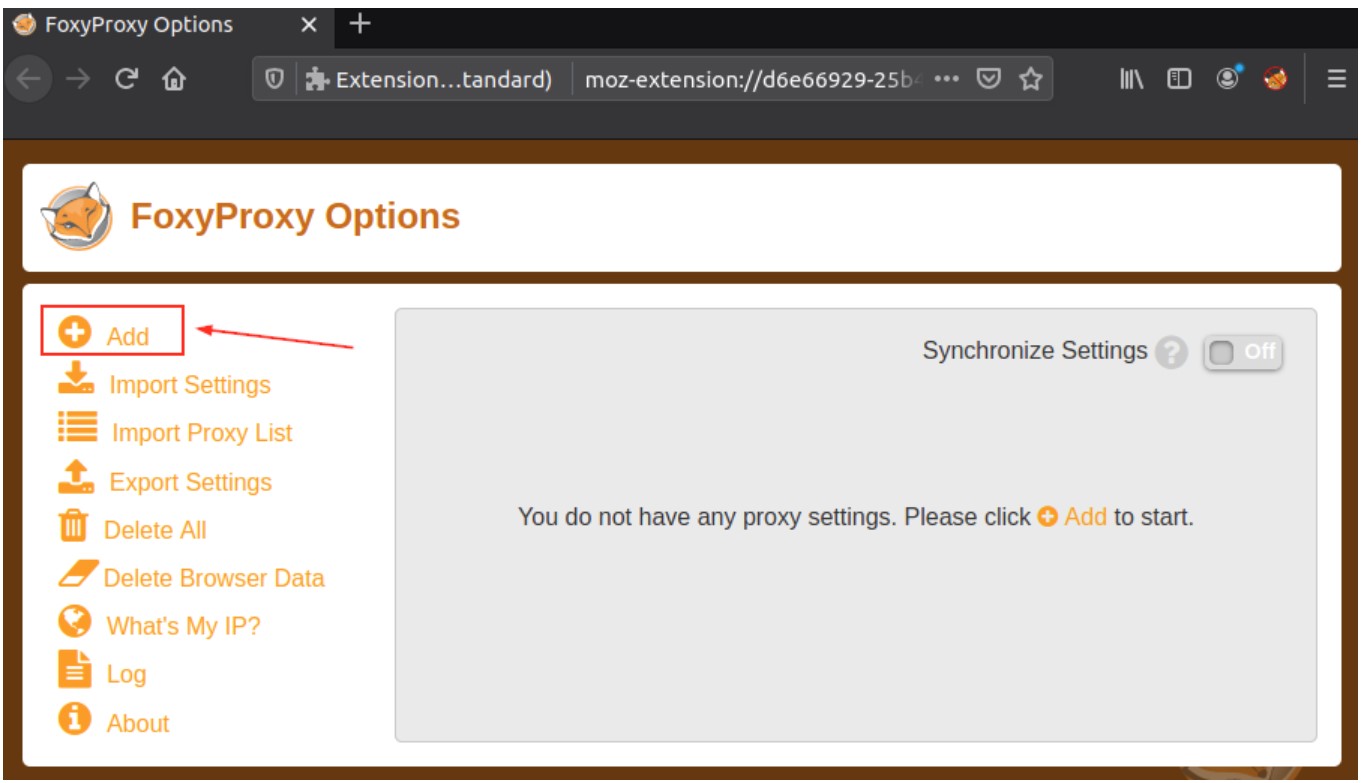 FoxyProxy Options
Extension...tandard) moz-extension://d6e66929-25b4
FoxyProxy Options
Add
Import Settings
Import Proxy List
Export Settings
Delete All
Delete Browser Data
What's My IP?
Log
About
Synchronize Settings ? Off
You do not have any proxy settings. Please click Add to start.